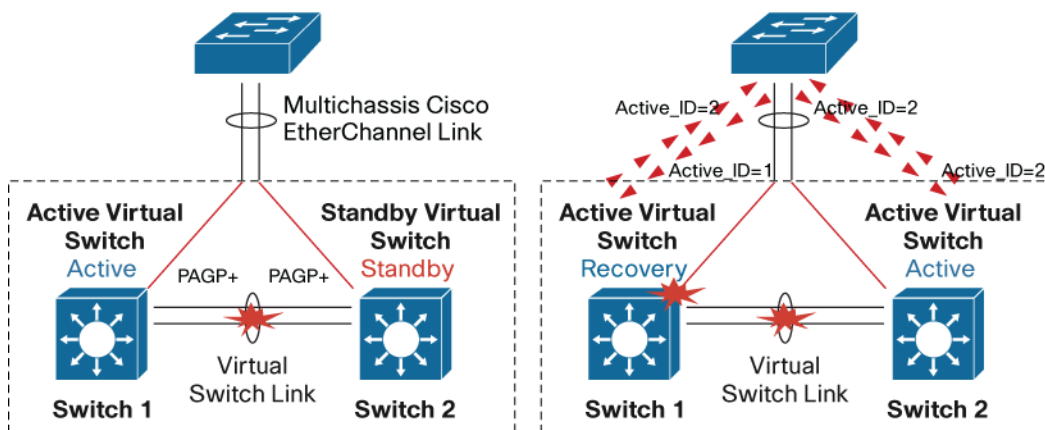 Multichassis Cisco
EtherChannel Link
Active Virtual
Switch
Active
Standby Virtual
Switch
Standby
PAGP+
PAGP+
Virtual
Switch Link
Switch 1
Switch 2
Active_ID=2
Active_ID=2
Active_ID=1
Active_ID=2
Active Virtual
Switch
Recovery
Active Virtual
Switch
Active
Virtual
Switch Link
Switch 1
Switch 2